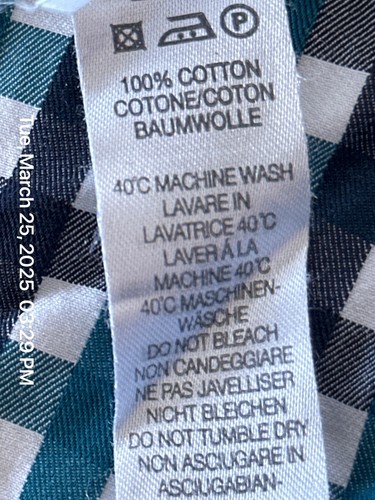 P
100% COTTON
COTONE/COTON
BAUMWOLLE
40°C MACHINE WASH
LAVARE IN
LAVATRICE 40°C
LAVER À LA
MACHINE 40°C
40°C MASCHINEN-
WÄSCHE
DO NOT BLEACH
NON CANDEGGIARE
NE PAS JAVELLISER
NICHT BLEICHEN
DO NOT TUMBLE DRY
NON ASCIUGARE IN
ASCIUGABIAN-
Tue March 25, 2025 03:29 PM